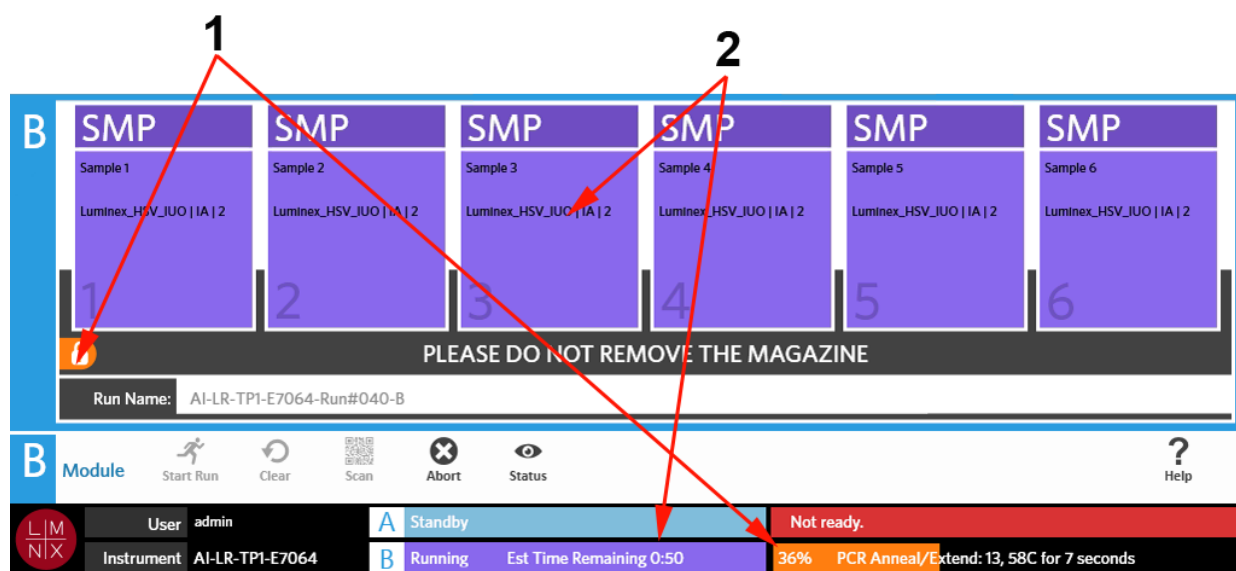 1
2
B
SMP SMP SMP SMP SMP SMP
Sample 1 Sample 2 Sample 3 Sample 4 Sample 5 Sample 6
Luminex_HSV_IUO | IA | 2 Luminex_HSV_IUO | IA | 2 Luminex_HSV_IUO | IA | 2 Luminex_HSV_IUO | IA | 2 Luminex_HSV_IUO | IA | 2 Luminex_HSV_IUO | IA | 2
1 2 3 4 5 6
PLEASE DO NOT REMOVE THE MAGAZINE
Run Name: AI-LR-TP1-E7064-Run#040-B
B Module Start Run Clear Scan Abort Status ? Help
L M N X
User admin A Standby Not ready.
Instrument AI-LR-TP1-E7064 B Running Est Time Remaining 0:50 36% PCR Anneal/Extend: 13, 58C for 7 seconds